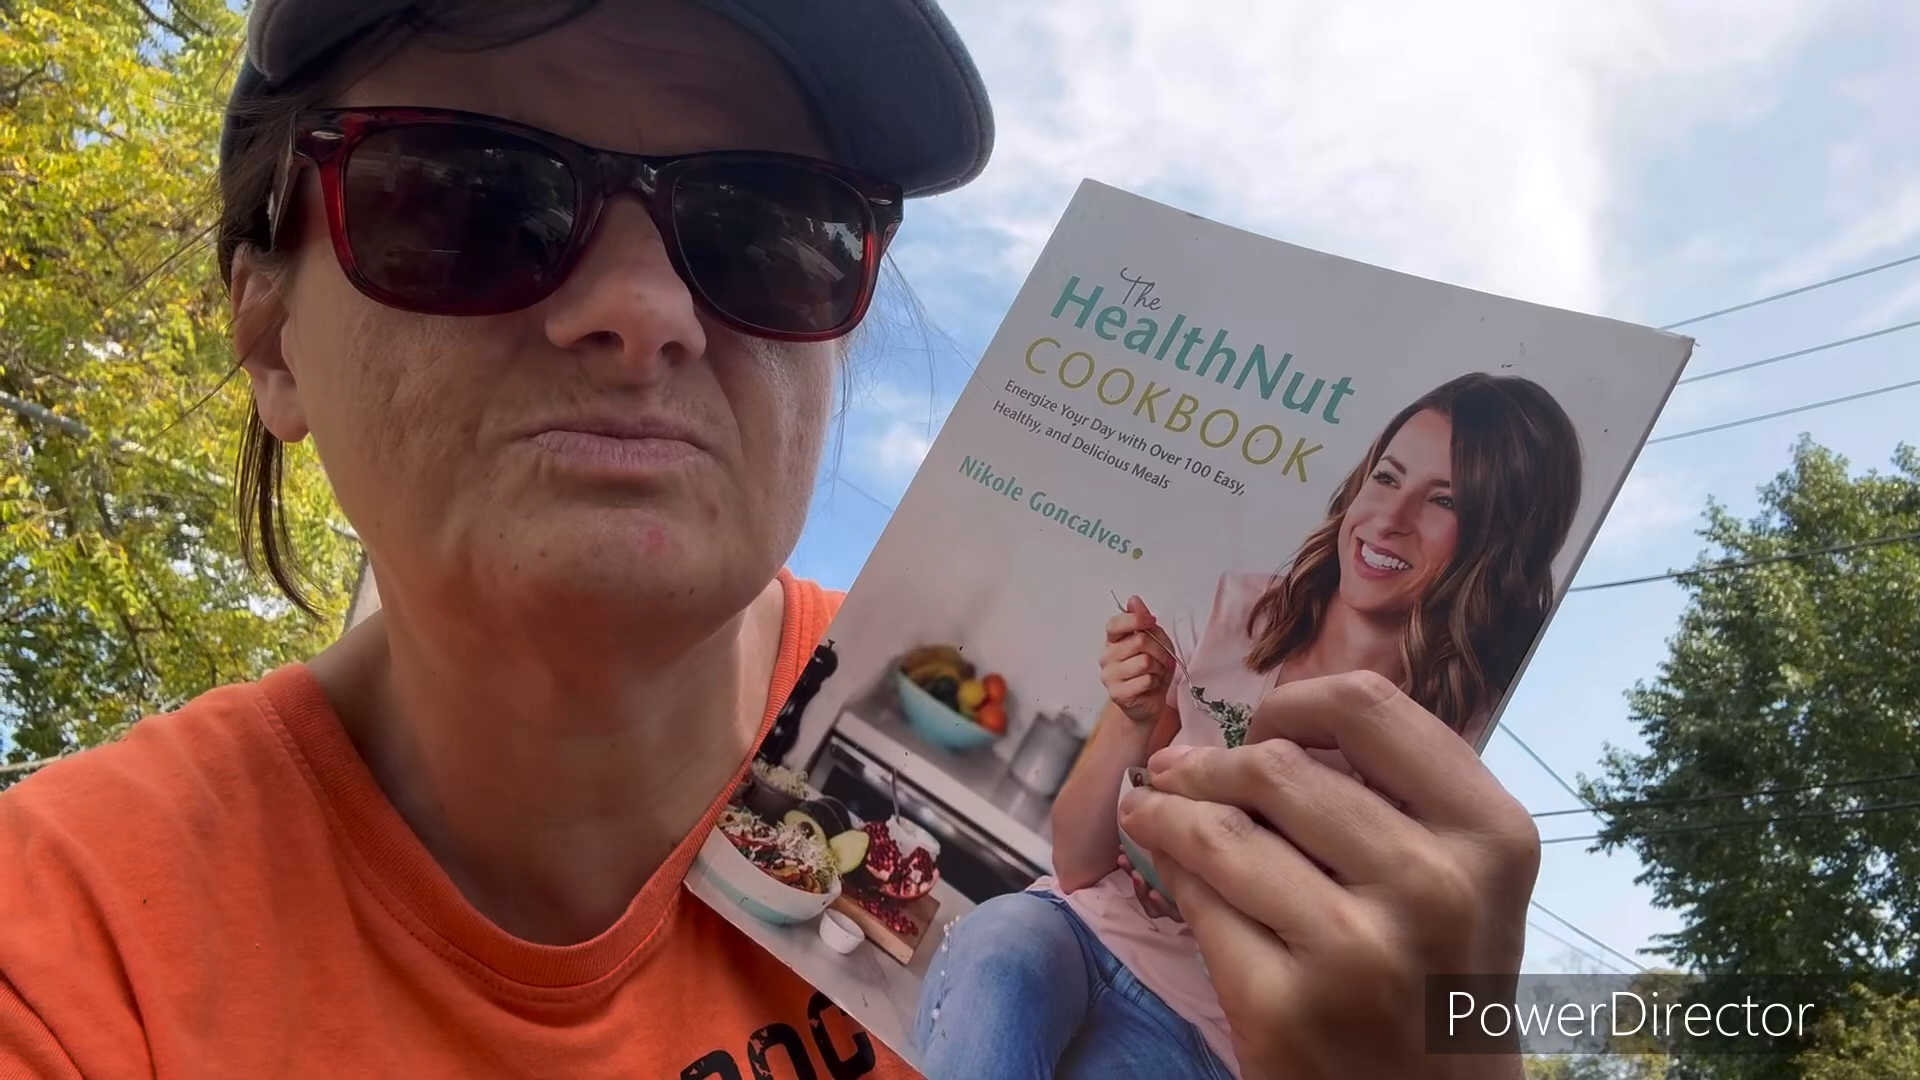 The
HealthNut
COOKBOOK
Energize Your Day with Over 100 Easy,
Healthy, and Delicious Meals
Nikole Goncalves
PowerDirector